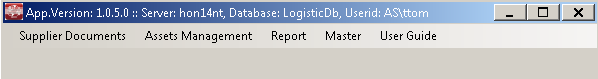 App.Version: 1.0.5.0 :: Server: hon14nt, Database: LogisticDb, Userid: AS\ttom
Supplier Documents Assets Management Report Master User Guide